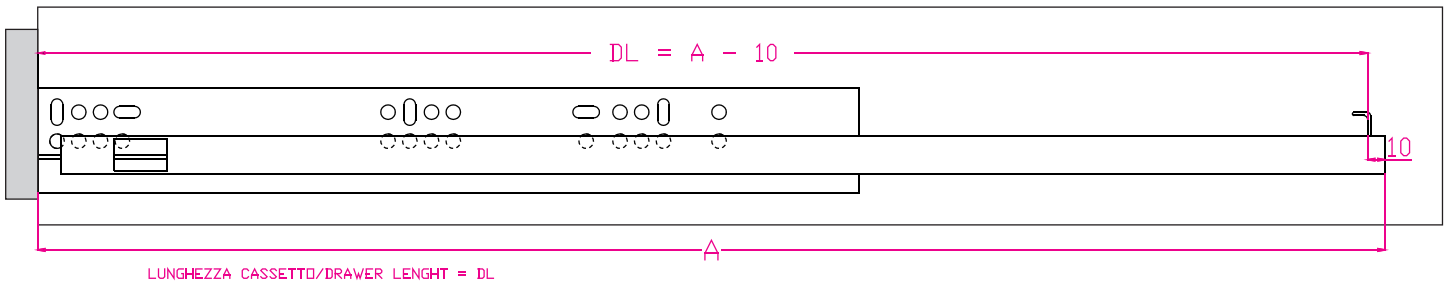 DL = A - 10
10
A
LUNGHEZZA CASSETTO/DRAWER LENGHT = DL